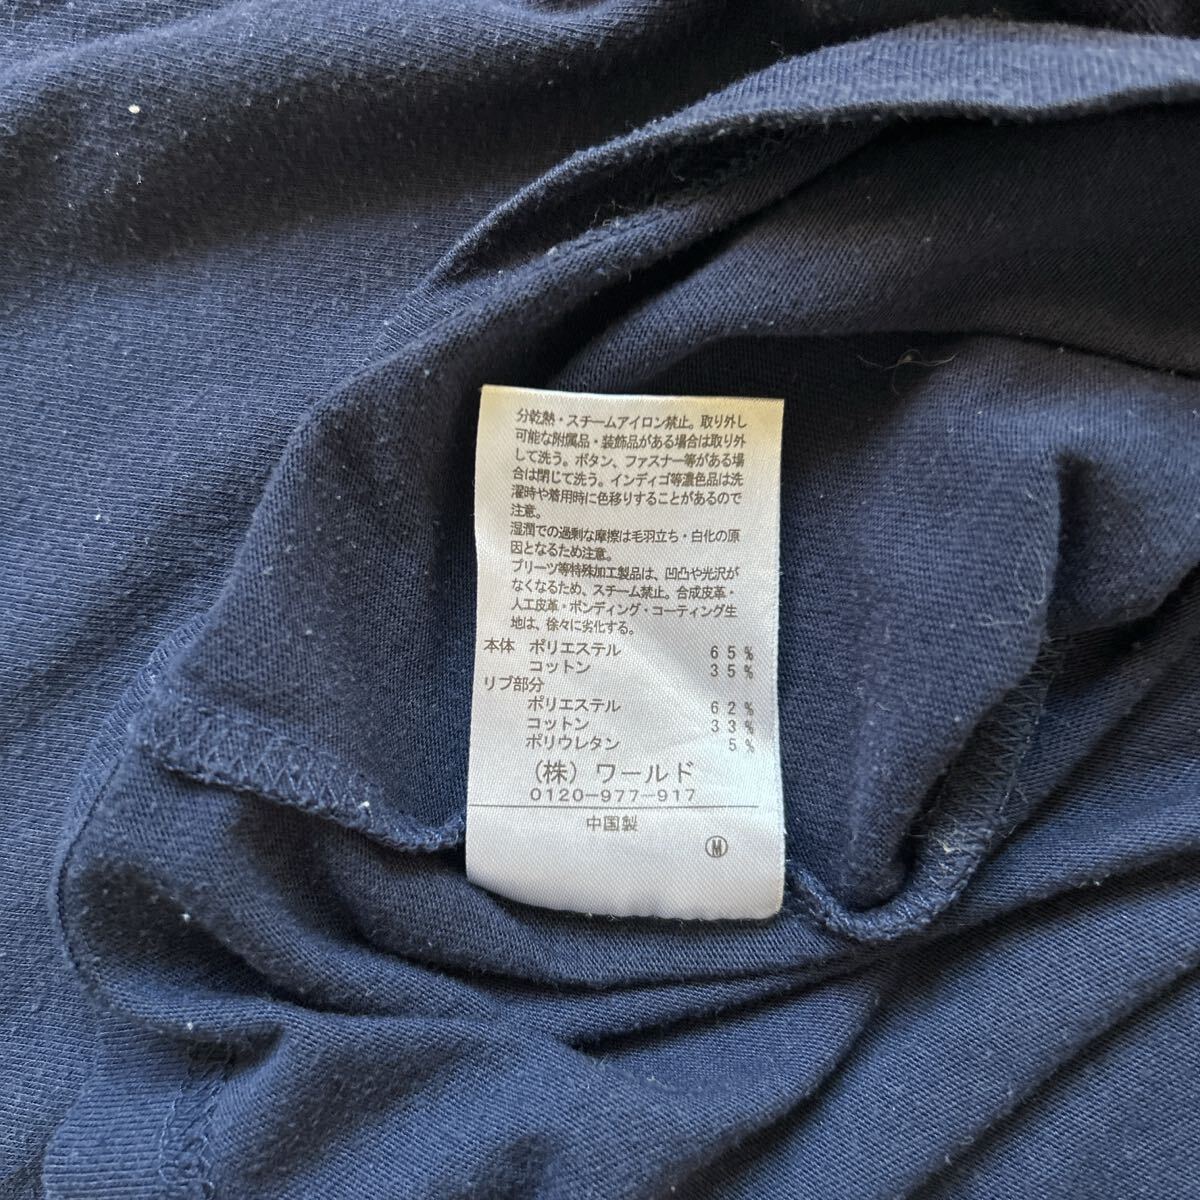 分乾熱・スチームアイロン禁止。取り外し
可能な附属品・装飾品がある場合は取り外
して洗う。ボタン、ファスナー等がある場
合は閉じて洗う。インディゴ等濃色品は洗
濯時や着用時に色移りすることがあるので
注意。
湿潤での過剰な摩擦は毛羽立ち・白化の原
因となるため注意。
プリーツ等特殊加工製品は、凹凸や光沢が
なくなるため、スチーム禁止。合成皮革・
人工皮革・ボンディング・コーティング生
地は、徐々に劣化する。
本体 ポリエステル 65%
コットン 35%
リブ部分
ポリエステル 62%
コットン 33%
ポリウレタン 5%
(株)ワールド
0120-977-917
中国製
Ⓜ